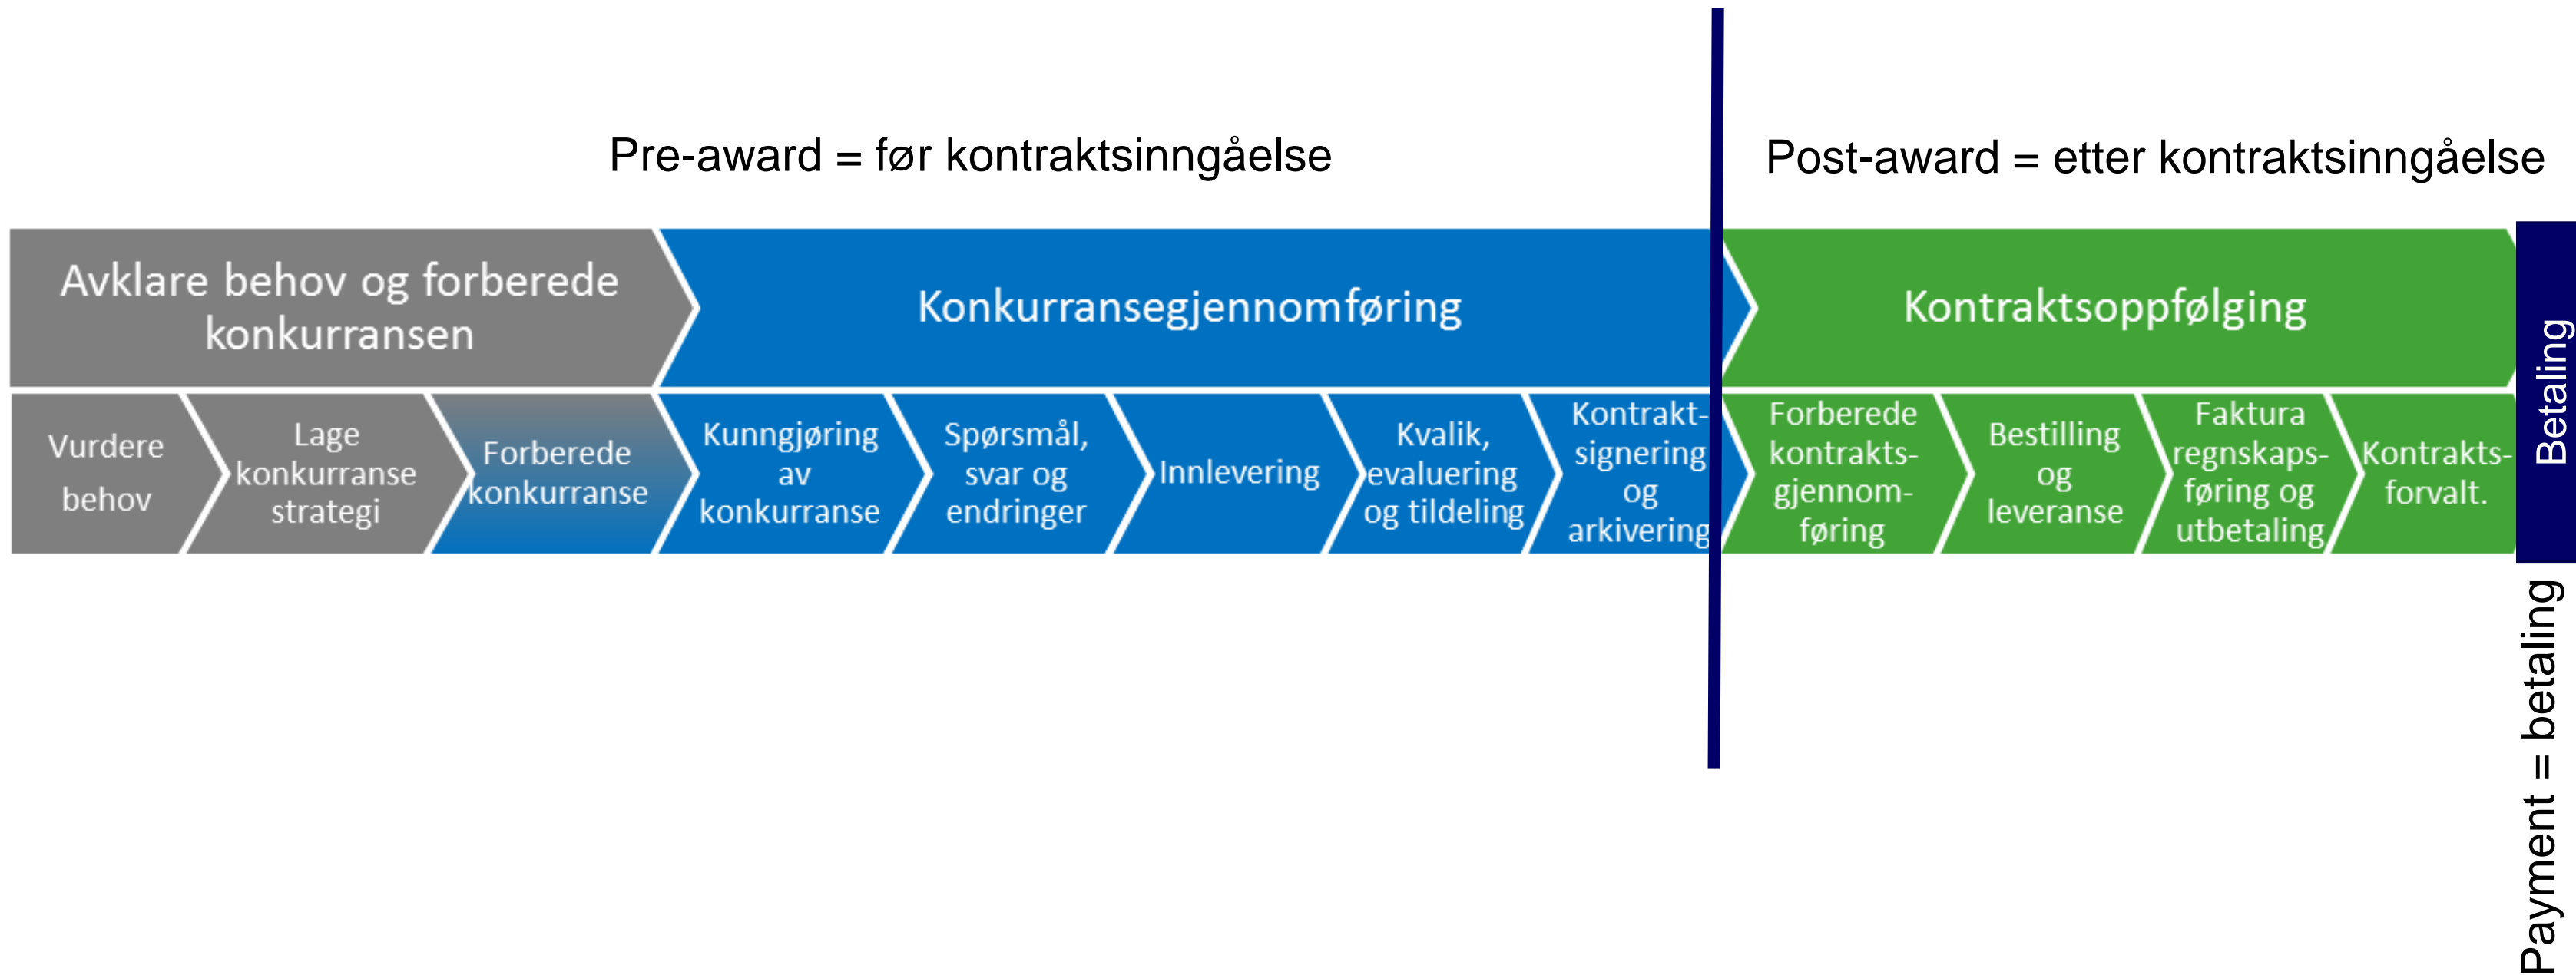 Pre-award = før kontraktsinngåelse
Post-award = etter kontraktsinngåelse
Avklare behov og forberede
konkurransen
Konkurransegjennomføring
Kontraktsoppfølging
Betaling
Vurdere
behov
Lage
konkurranse
strategi
Forberede
konkurranse
Kunngjøring
av
konkurranse
Spørsmål,
svar og
endringer
Innlevering
Kvalik,
evaluering
og tildeling
Kontrakt-
signering
og
arkivering
Forberede
kontrakts-
gjennom-
føring
Bestilling
og
leveranse
Faktura
regnskaps-
føring og
utbetaling
Kontrakts-
forvalt.
Payment = betaling